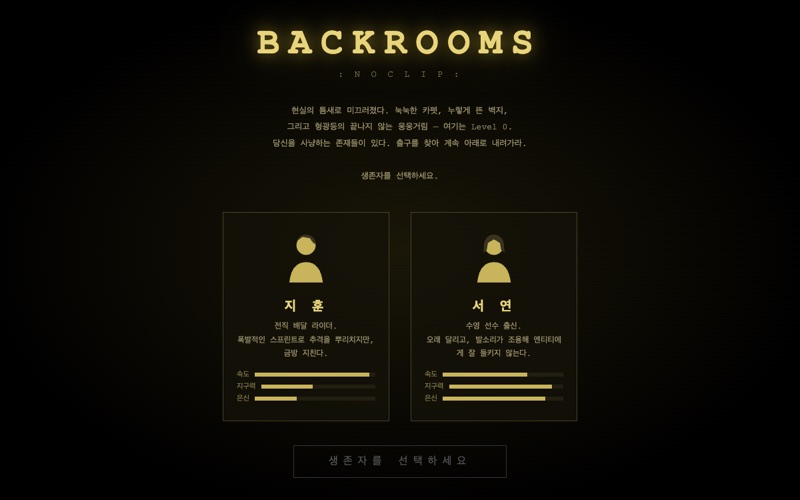 BACKROOMS
: NOCLIP :
현실의 틈새로 미끄러졌다. 눅눅한 카펫, 누렇게 뜬 벽지,
그리고 형광등의 끝나지 않는 웅웅거림 — 여기는 Level 0.
당신을 사냥하는 존재들이 있다. 출구를 찾아 계속 아래로 내려가라.
생존자를 선택하세요.
지훈
전직 배달 라이더.
폭발적인 스프린트로 추격을 뿌리치지만,
금방 지친다.
속도
지구력
은신
서연
수영 선수 출신.
오래 달리고, 발소리가 조용해 엔티티에
게 잘 들키지 않는다.
속도
지구력
은신
생존자를 선택하세요